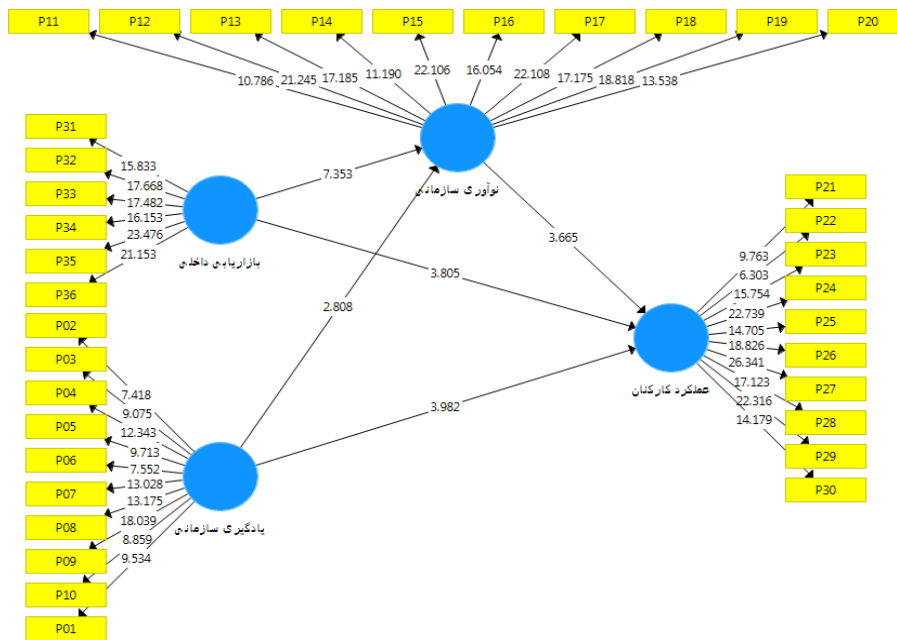 P11 P12 P13 P14 P15 P16 P17 P18 P19 P20
10.786 21.245 17.185 11.190 22.106 16.054 22.108 17.175 18.818 13.538
نوآوری سازمانی
P31
P32
P33
P34
P35
P36
15.833
17.668
17.482
16.153
23.476
21.153
بازاریابی داخلی
7.353
3.805
2.808
3.665
3.982
P21
P22
P23
P24
P25
P26
P27
P28
P29
P30
9.763
6.303
15.754
22.739
14.705
18.826
26.341
17.123
22.316
14.179
عملکرد کارکنان
P02
P03
P04
P05
P06
P07
P08
P09
P10
P01
7.418
9.075
12.343
9.713
7.552
13.028
13.175
18.039
8.859
9.534
یادگیری سازمانی